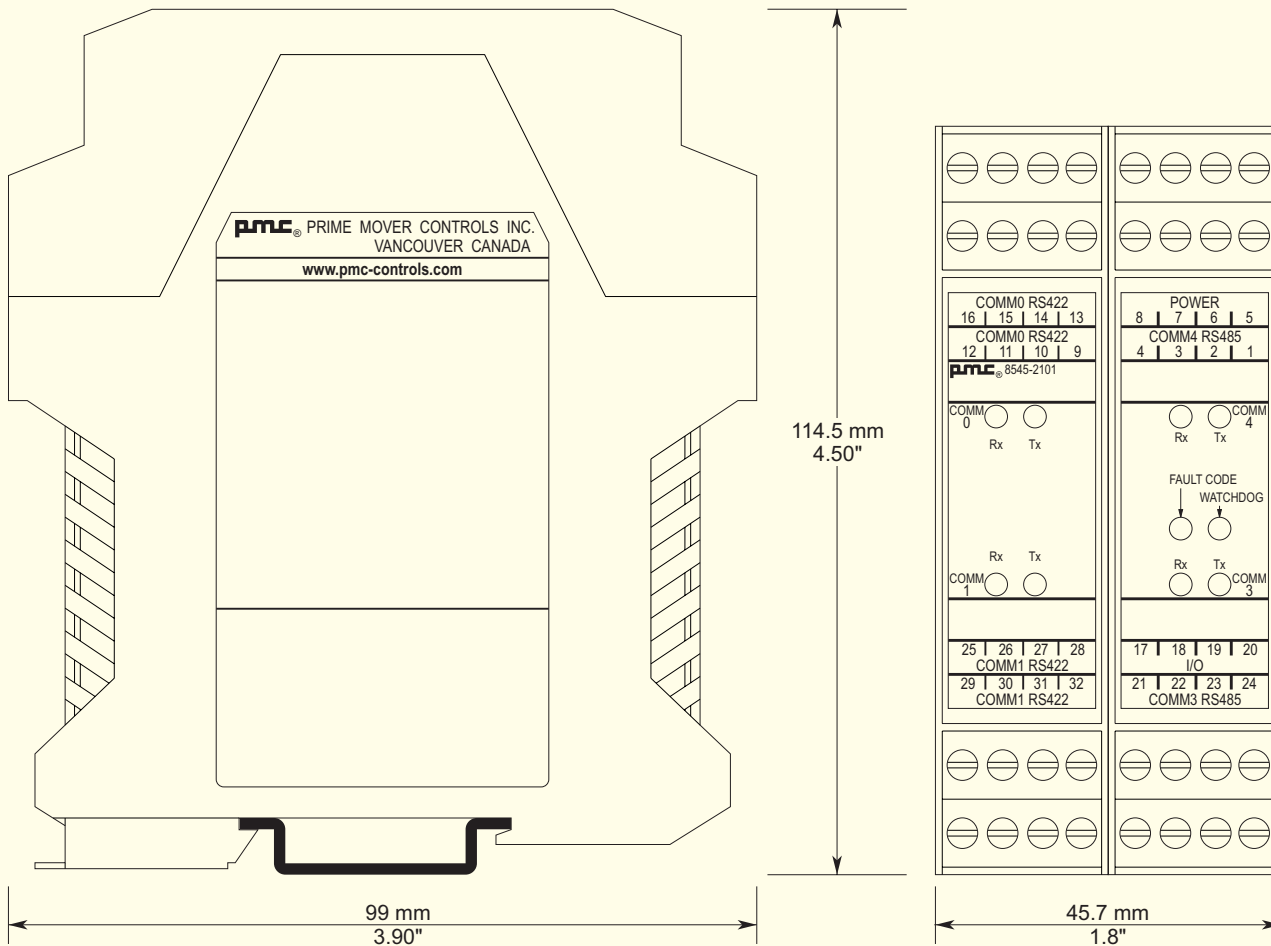 pmc® PRIME MOVER CONTROLS INC.
VANCOUVER CANADA
www.pmc-controls.com
114.5 mm
4.50"
99 mm
3.90"
COMM0 RS422
16 15 14 13
COMM0 RS422
12 11 10 9
pmc® 8545-2101
COMM
0
Rx Tx
Rx Tx
COMM
1
25 26 27 28
COMM1 RS422
29 30 31 32
COMM1 RS422
POWER
8 7 6 5
COMM4 RS485
4 3 2 1
COMM
4
Rx Tx
FAULT CODE
WATCHDOG
Rx Tx
COMM
3
17 18 19 20
I/O
21 22 23 24
COMM3 RS485
45.7 mm
1.8"